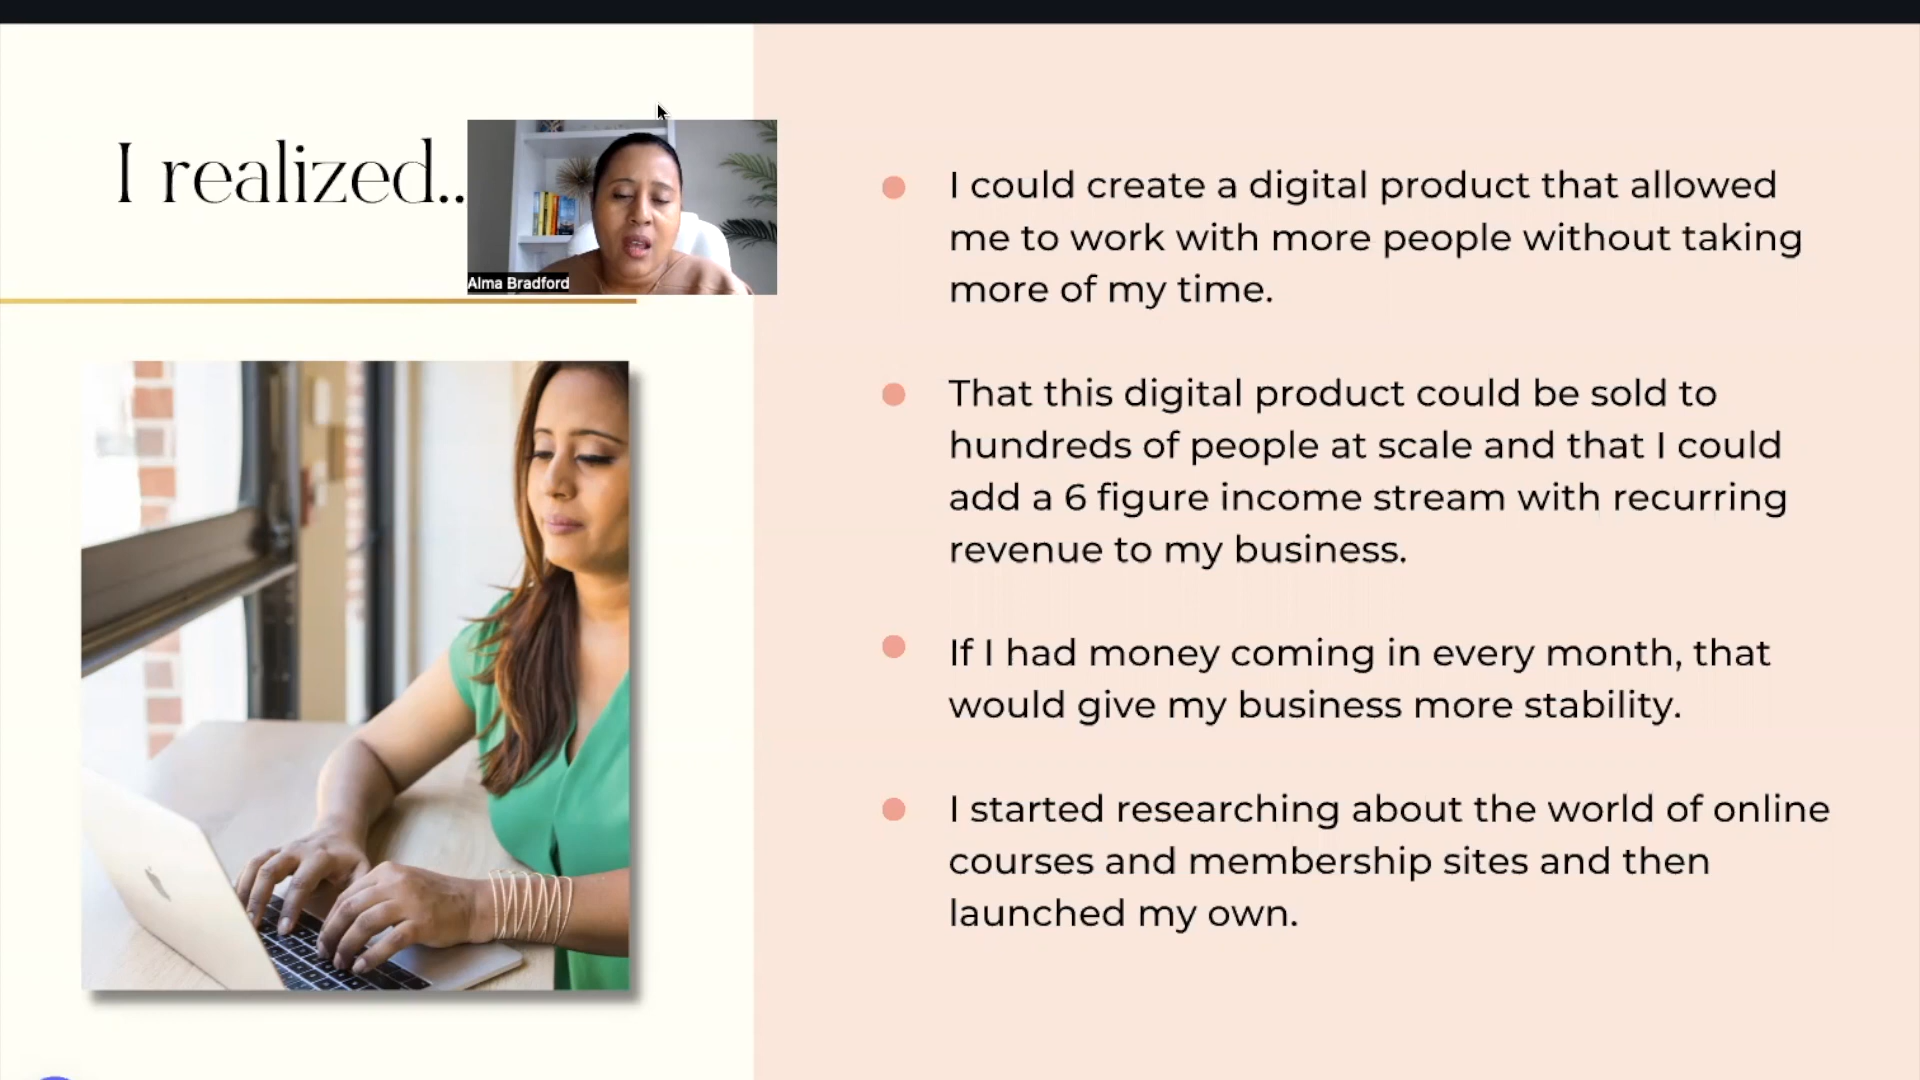 I realized..
Alma Bradford
I could create a digital product that allowed
me to work with more people without taking
more of my time.
That this digital product could be sold to
hundreds of people at scale and that I could
add a 6 figure income stream with recurring
revenue to my business.
If I had money coming in every month, that
would give my business more stability.
I started researching about the world of online
courses and membership sites and then
launched my own.